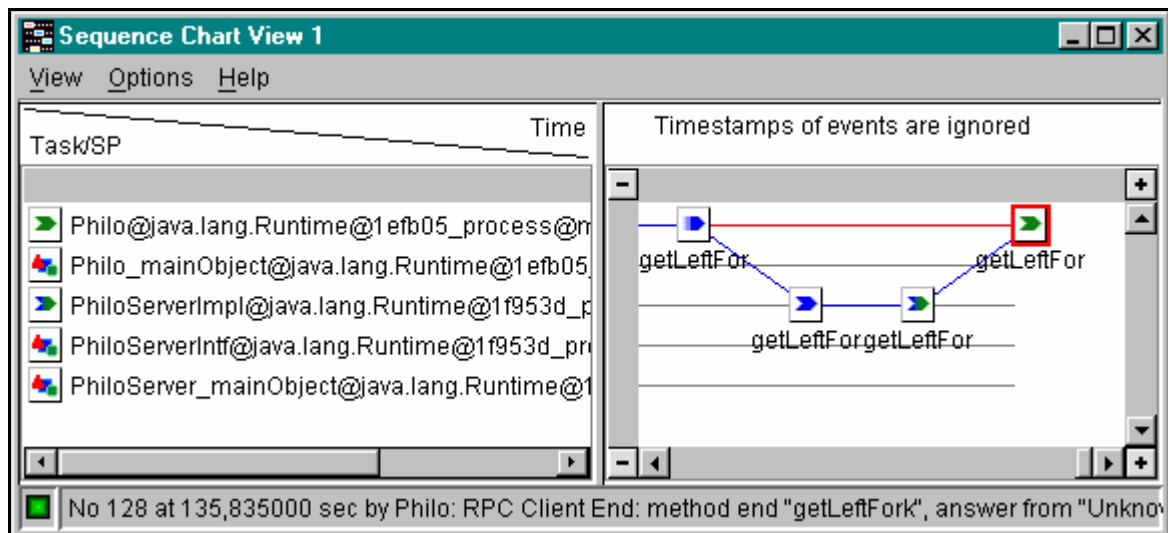 Sequence Chart View 1
View Options Help
Time
Task/SP
Timestamps of events are ignored
Philo@java.lang.Runtime@1efb05_process@m
Philo_mainObject@java.lang.Runtime@1efb05_
PhiloServerImpl@java.lang.Runtime@1f953d_p
PhiloServerIntf@java.lang.Runtime@1f953d_pr
PhiloServer_mainObject@java.lang.Runtime@1
getLeftFor
getLeftFor
getLeftForgetLeftFor
No 128 at 135,835000 sec by Philo: RPC Client End: method end "getLeftFork", answer from "Unkno